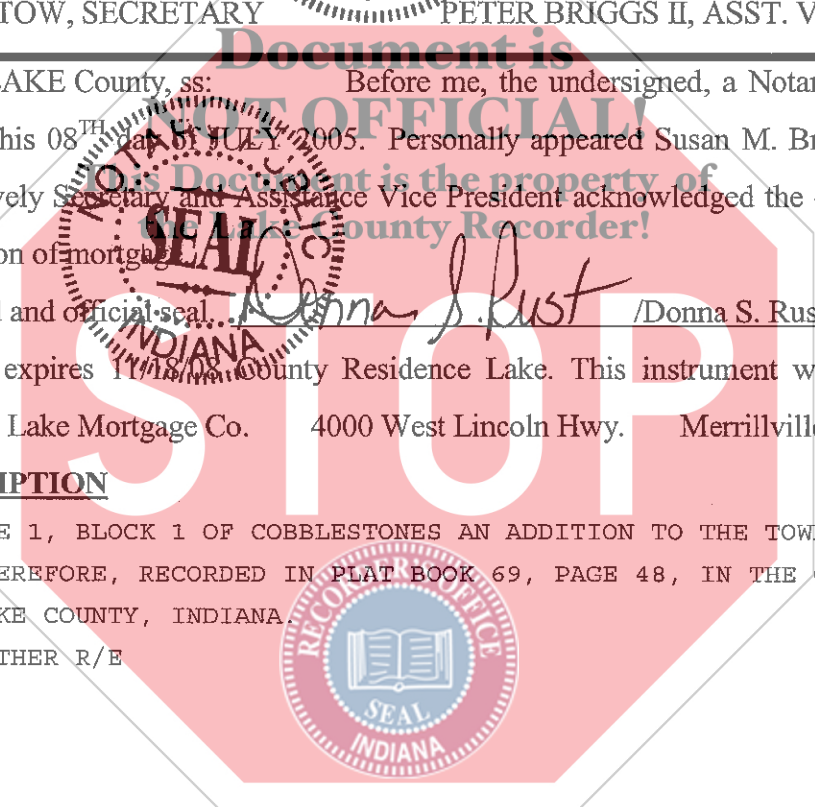 TOW, SECRETARY PETER BRIGGS II, ASST. V
Document is
LAKE County, ss: Before me, the undersigned, a Notar
NOT OFFICIAL!
his 08TH day of JULY 2005. Personally appeared Susan M. Br
This Document is the property of
vely Secretary and Assistance Vice President acknowledged the
the Lake County Recorder!
on of mortgage
d and official seal. Donna S. Rust /Donna S. Rus
expires 11/18/08 County Residence Lake. This instrument w
Lake Mortgage Co. 4000 West Lincoln Hwy. Merrillville
IPTION
E 1, BLOCK 1 OF COBBLESTONES AN ADDITION TO THE TOW
EREFORE, RECORDED IN PLAT BOOK 69, PAGE 48, IN THE
KE COUNTY, INDIANA.
THER R/E
NOTARY PUBLIC
SEAL
INDIANA
STOP
RECORDER'S OFFICE
SEAL
INDIANA